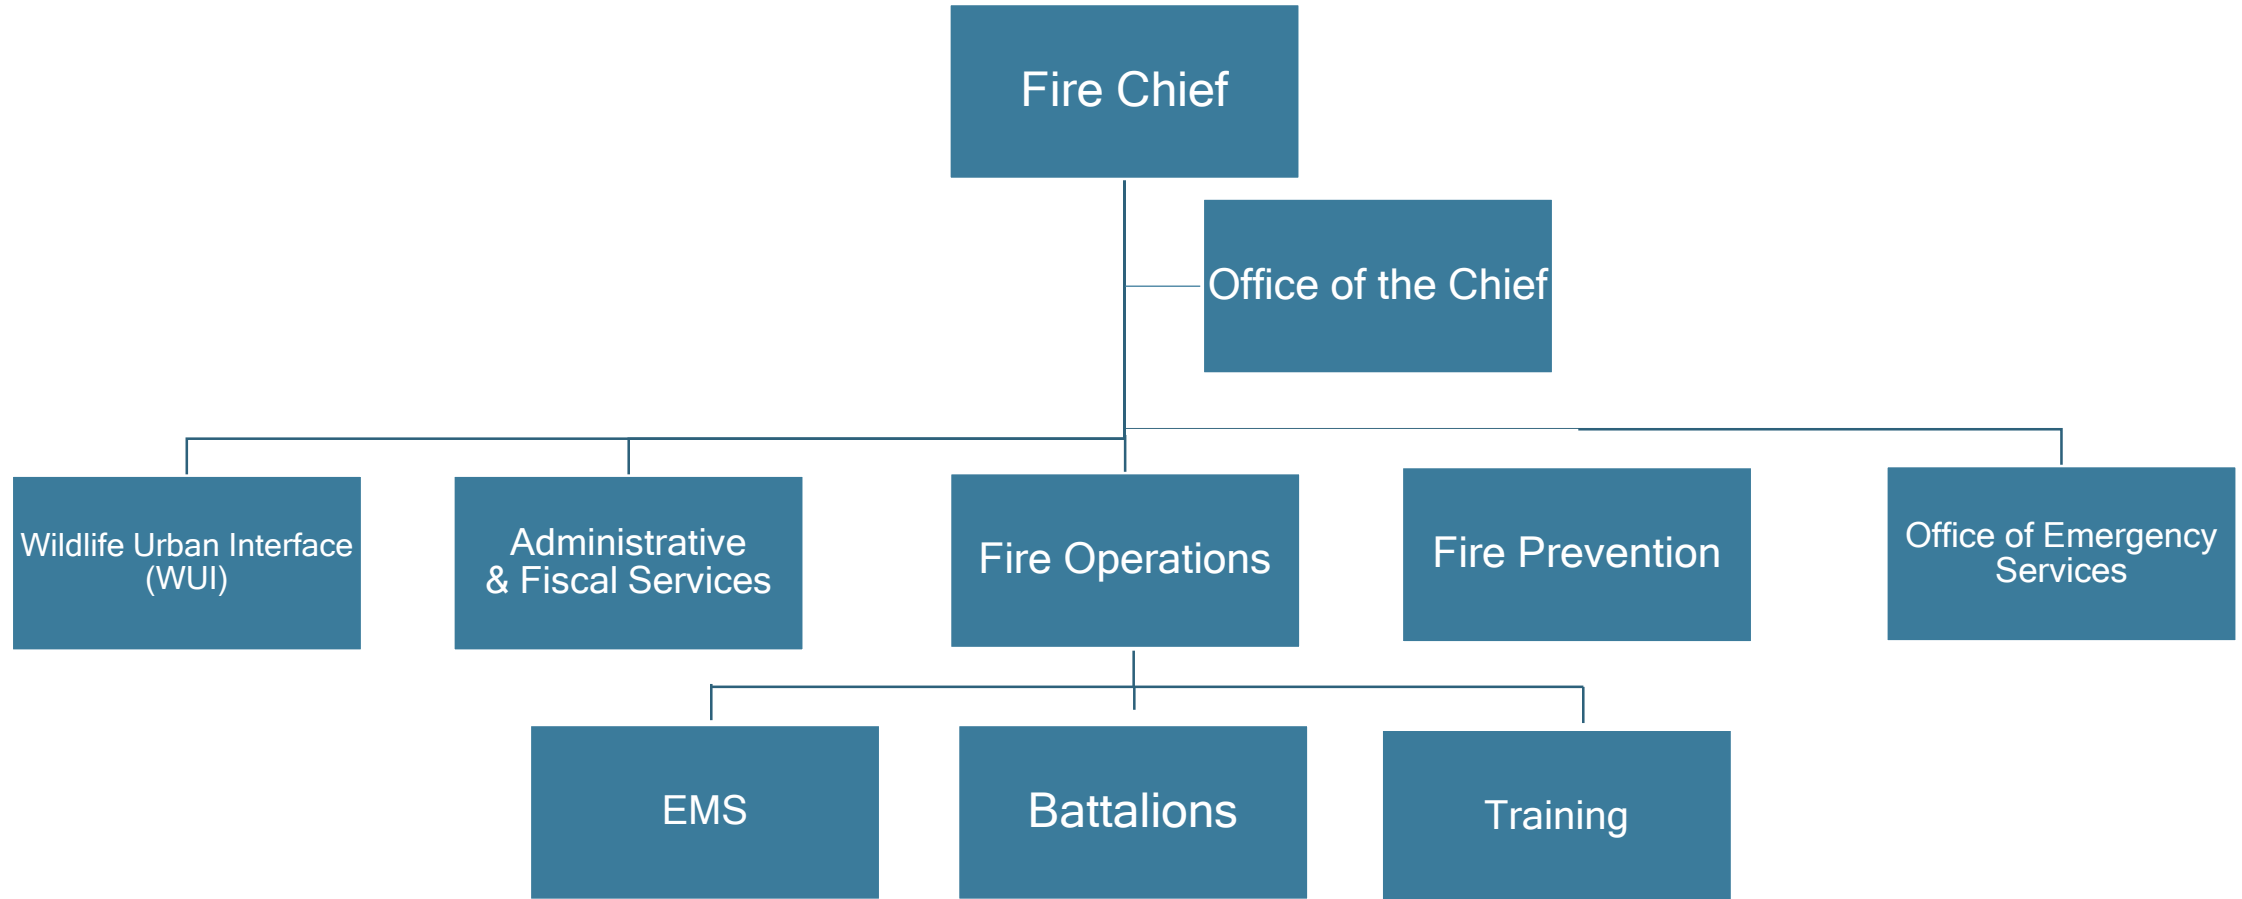 Fire Chief
Office of the Chief
Wildlife Urban Interface
(WUI)
Administrative
& Fiscal Services
Fire Operations
Fire Prevention
Office of Emergency
Services
EMS
Battalions
Training